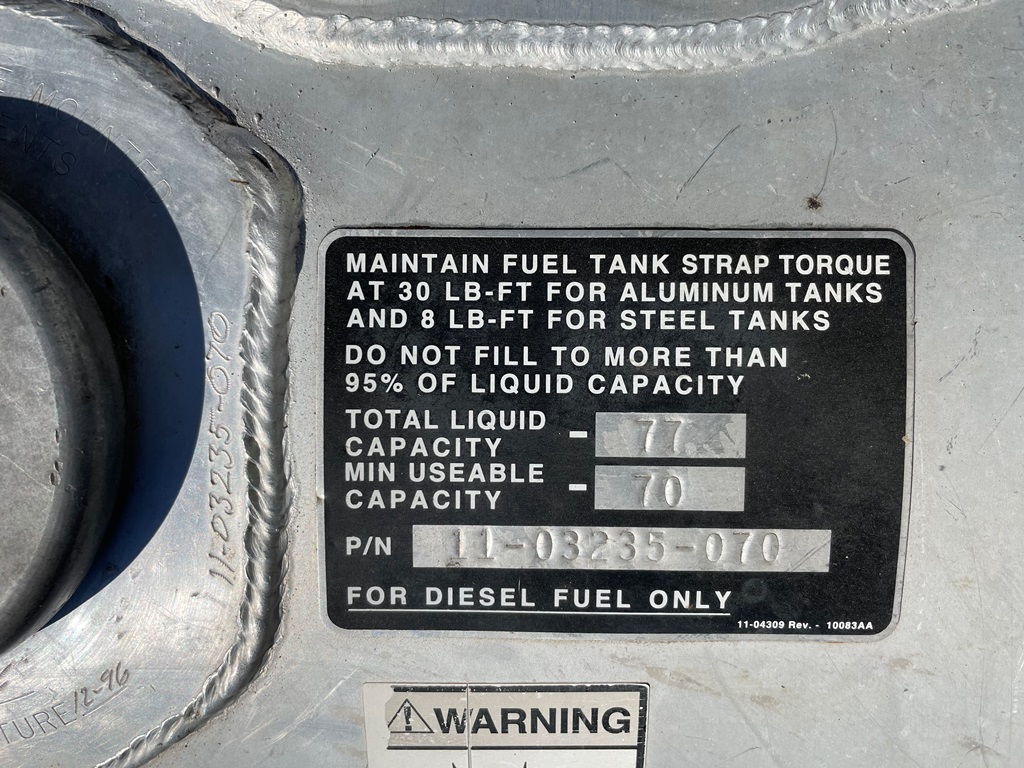 MAINTAIN FUEL TANK STRAP TORQUE
AT 30 LB-FT FOR ALUMINUM TANKS
AND 8 LB-FT FOR STEEL TANKS
DO NOT FILL TO MORE THAN
95% OF LIQUID CAPACITY
TOTAL LIQUID
CAPACITY - 77
MIN USEABLE
CAPACITY - 70
P/N 11-03235-070
FOR DIESEL FUEL ONLY
11-04309 Rev. - 10083AA
11-03235-070
12-96
WARNING